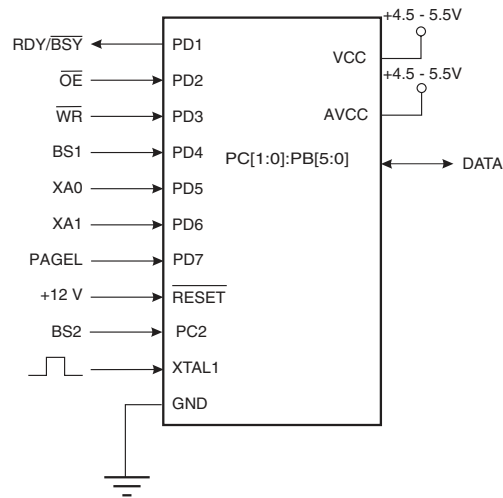 +4.5 - 5.5V
RDY/BSY PD1
VCC
OE PD2
+4.5 - 5.5V
WR PD3
AVCC
BS1 PD4
PC[1:0]:PB[5:0] DATA
XA0 PD5
XA1 PD6
PAGEL PD7
+12 V RESET
BS2 PC2
XTAL1
GND